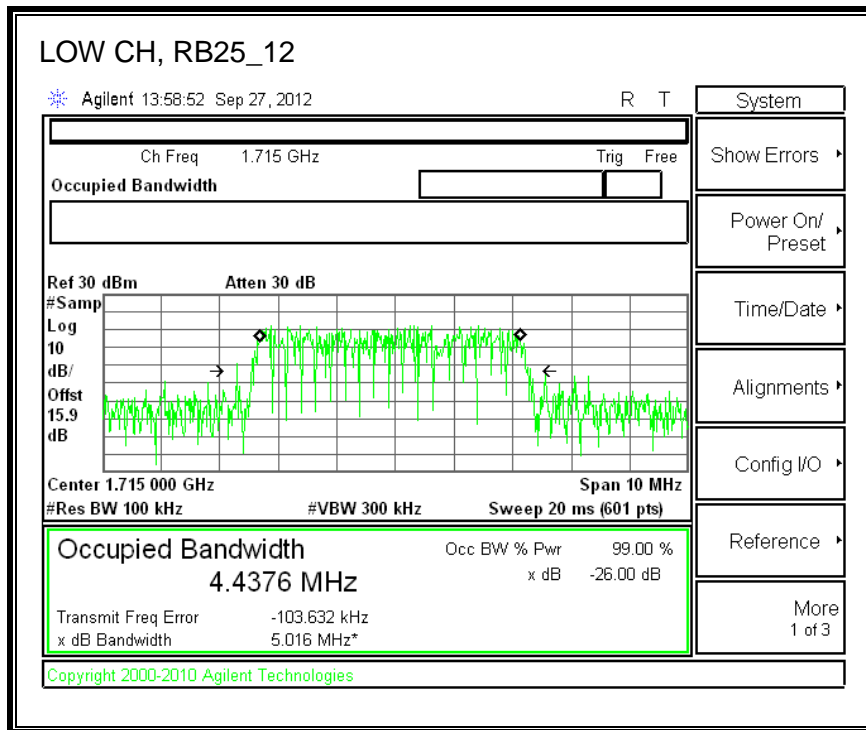 LOW CH, RB25_12
Agilent 13:58:52 Sep 27, 2012 R T
System
Ch Freq 1.715 GHz Trig Free
Show Errors
Occupied Bandwidth
Power On/
Preset
Ref 30 dBm Atten 30 dB
#Samp
Log
10
dB/
Offst
15.9
dB
Time/Date
Alignments
Config I/O
Center 1.715 000 GHz Span 10 MHz
#Res BW 100 kHz #VBW 300 kHz Sweep 20 ms (601 pts)
Occupied Bandwidth Occ BW % Pwr 99.00 %
4.4376 MHz x dB -26.00 dB
Reference
Transmit Freq Error -103.632 kHz
x dB Bandwidth 5.016 MHz*
More
1 of 3
Copyright 2000-2010 Agilent Technologies